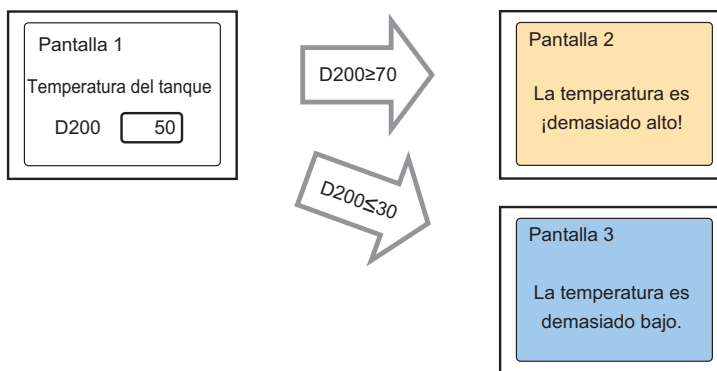 Pantalla 1
Temperatura del tanque
D200 50
D200≥70
D200≤30
Pantalla 2
La temperatura es
¡demasiado alto!
Pantalla 3
La temperatura es
demasiado bajo.